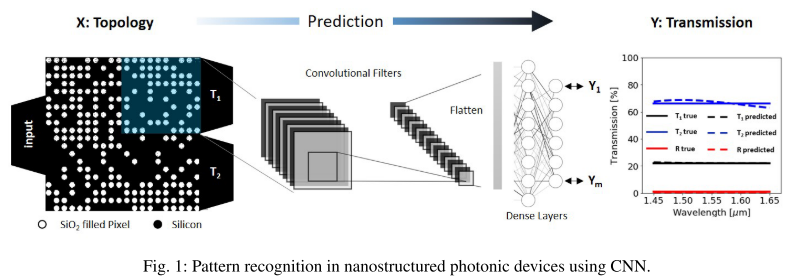 X: Topology
Prediction
Y: Transmission
Input
T1
T2
SiO2 filled Pixel
Silicon
Convolutional Filters
Flatten
Y1
Ym
Dense Layers
Transmission [%]
100
80
60
40
20
0
T1 true
T1 predicted
T2 true
T2 predicted
R true
R predicted
1.45
1.50
1.55
1.60
1.65
Wavelength [μm]
Fig. 1: Pattern recognition in nanostructured photonic devices using CNN.